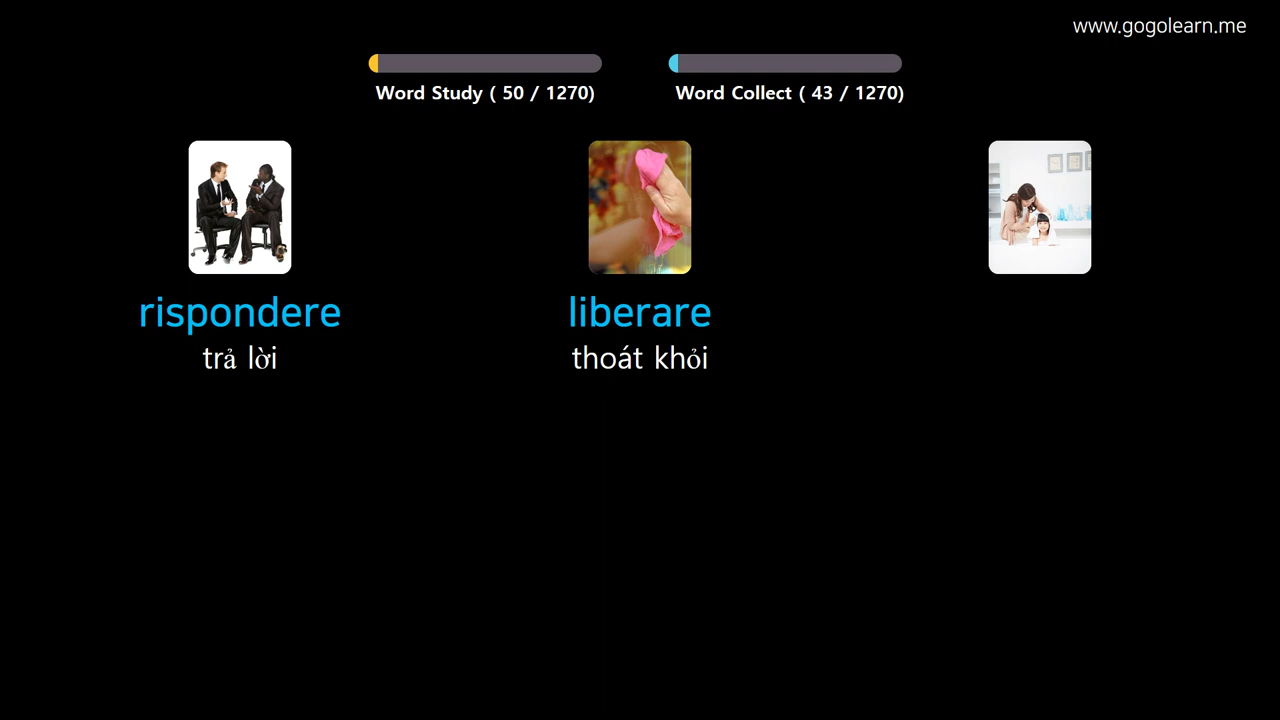 www.gogolearn.me
Word Study ( 50 / 1270)
Word Collect ( 43 / 1270)
rispondere
trả lời
liberare
thoát khỏi